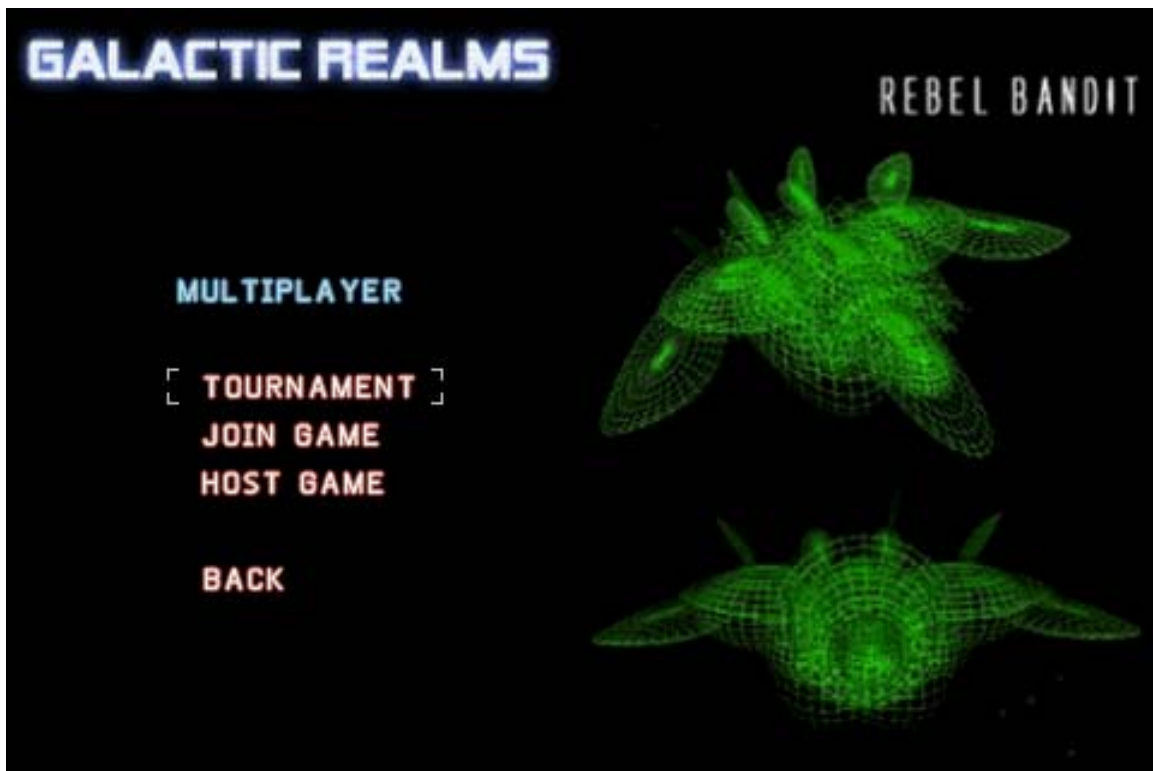 GALACTIC REALMS
REBEL BANDIT
MULTIPLAYER
TOURNAMENT
JOIN GAME
HOST GAME
BACK